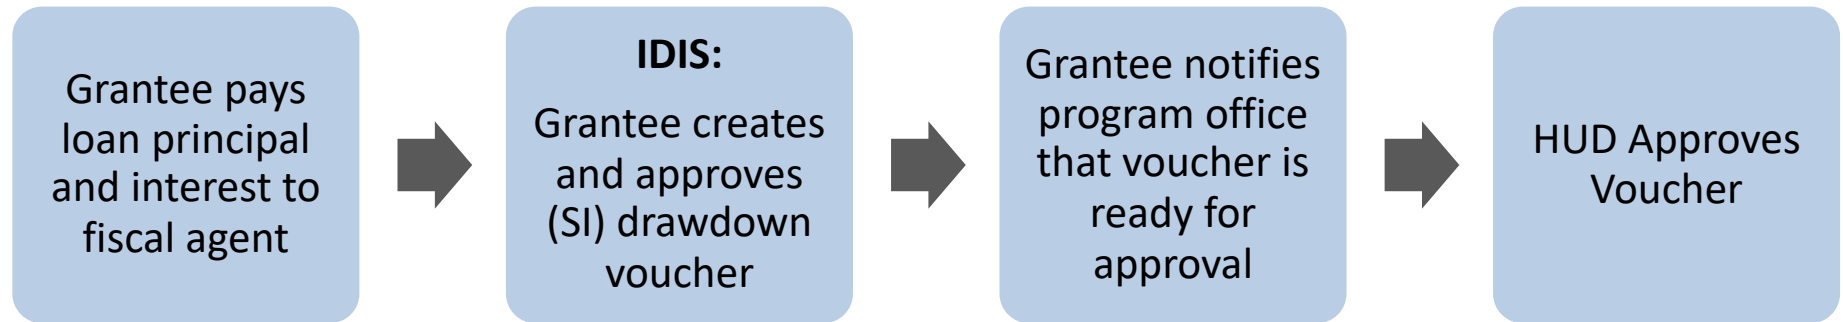 Grantee pays
loan principal
and interest to
fiscal agent
IDIS:
Grantee creates
and approves
(SI) drawdown
voucher
Grantee notifies
program office
that voucher is
ready for
approval
HUD Approves
Voucher